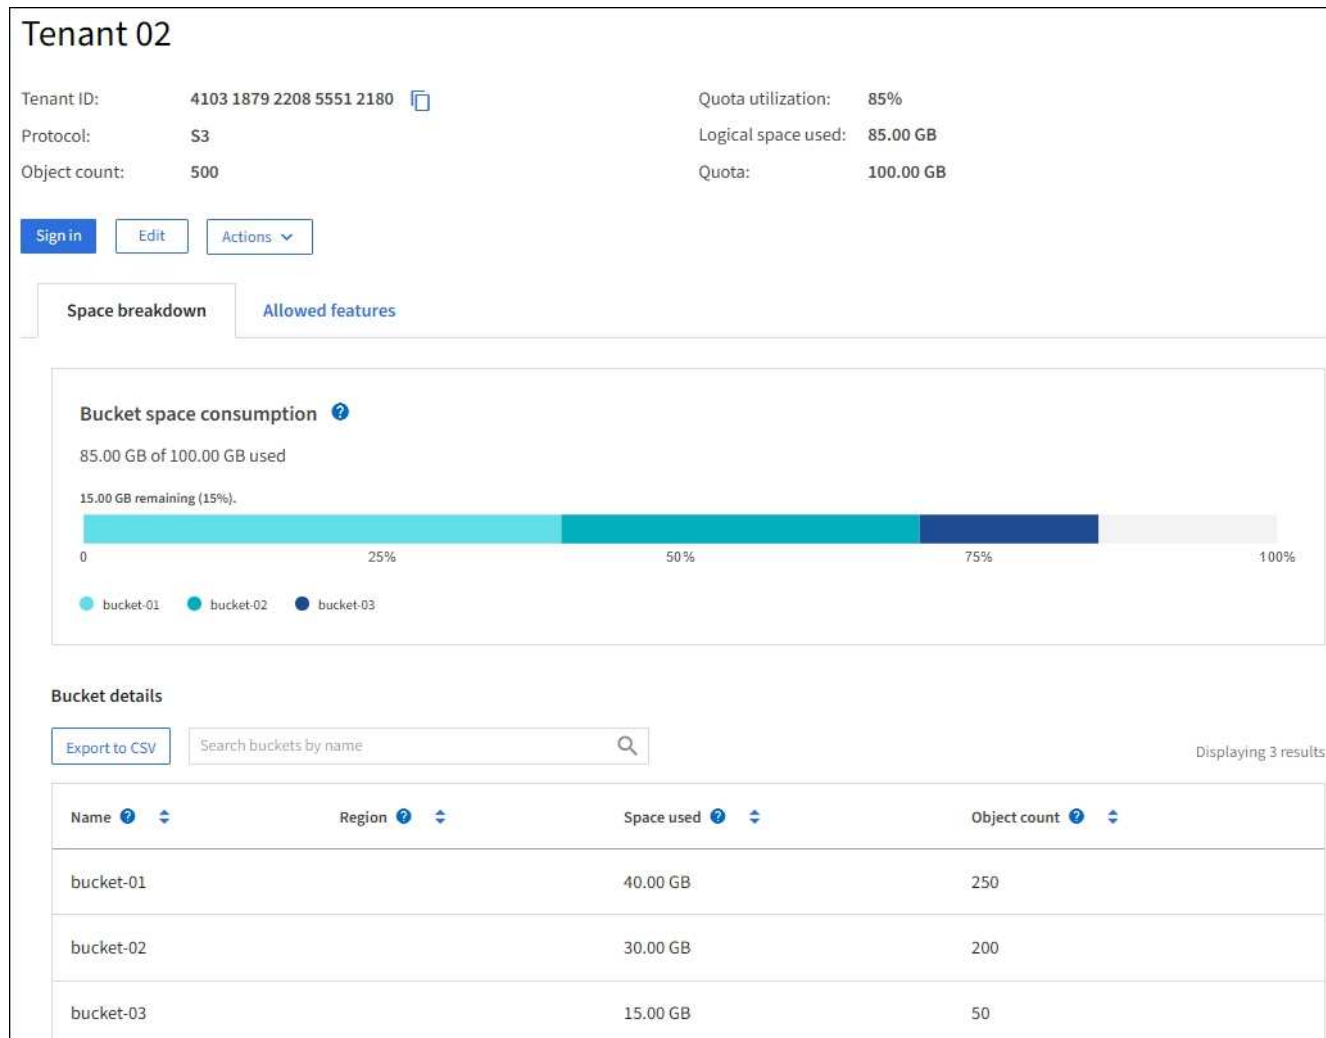 Tenant 02
Tenant ID: 4103 1879 2208 5551 2180
Quota utilization: 85%
Protocol: S3
Logical space used: 85.00 GB
Object count: 500
Quota: 100.00 GB
Sign in Edit Actions
Space breakdown Allowed features
Bucket space consumption ?
85.00 GB of 100.00 GB used
15.00 GB remaining (15%).
0 25% 50% 75% 100%
bucket-01 bucket-02 bucket-03
Bucket details
Export to CSV Search buckets by name Displaying 3 results
Name ? Region ? Space used ? Object count ?
bucket-01 40.00 GB 250
bucket-02 30.00 GB 200
bucket-03 15.00 GB 50